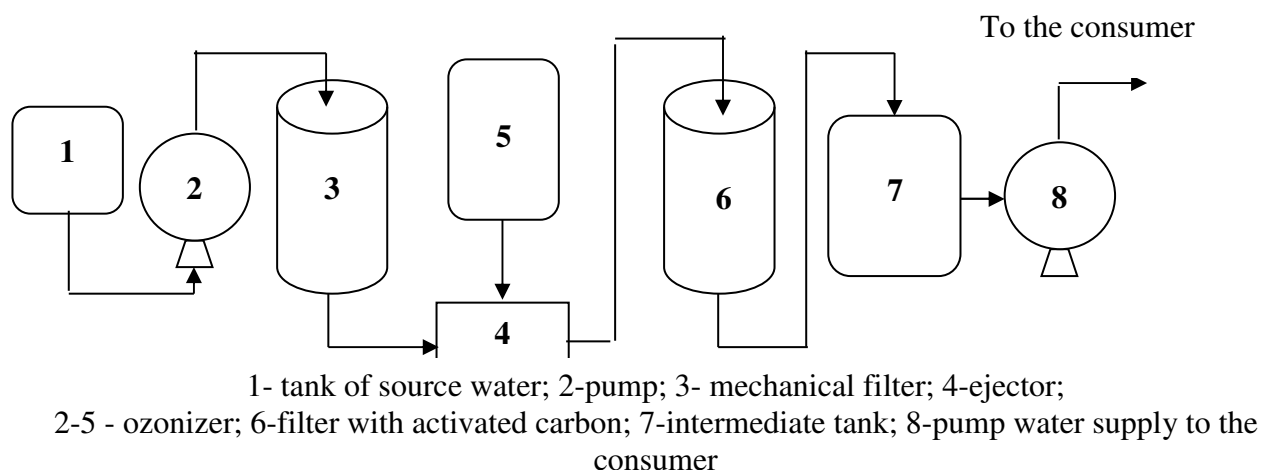 To the consumer
1
2
3
5
4
6
7
8
1- tank of source water; 2-pump; 3- mechanical filter; 4-ejector;
2-5 - ozonizer; 6-filter with activated carbon; 7-intermediate tank; 8-pump water supply to the
consumer